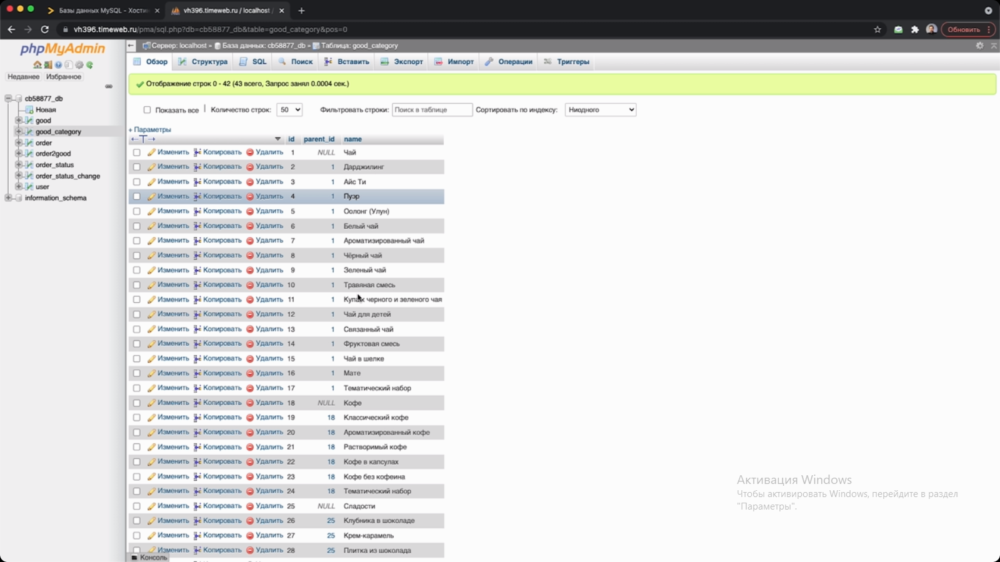 Базы данных MySQL - Хости
vh396.timeweb.ru / localhost /
vh396.timeweb.ru/pma/sql.php?db=cb58877_db&table=good_category&pos=0
Обновить
phpMyAdmin
Недавнее Избранное
cb58877_db
Новая
good
good_category
order
order2good
order_status
order_status_change
user
information_schema
Сервер: localhost » База данных: cb58877_db » Таблица: good_category
Обзор Структура SQL Поиск Вставить Экспорт Импорт Операции Триггеры
Отображение строк 0 - 42 (43 всего, Запрос занял 0.0004 сек.)
Показать все | Количество строк: 50 Фильтровать строки: Поиск в таблице Сортировать по индексу: Ниодного
+ Параметры
←T→ id parent_id name
Изменить Копировать Удалить 1 NULL Чай
Изменить Копировать Удалить 2 1 Дарджилинг
Изменить Копировать Удалить 3 1 Айс Ти
Изменить Копировать Удалить 4 1 Пуэр
Изменить Копировать Удалить 5 1 Оолонг (Улун)
Изменить Копировать Удалить 6 1 Белый чай
Изменить Копировать Удалить 7 1 Ароматизированный чай
Изменить Копировать Удалить 8 1 Чёрный чай
Изменить Копировать Удалить 9 1 Зеленый чай
Изменить Копировать Удалить 10 1 Травяная смесь
Изменить Копировать Удалить 11 1 Купаж черного и зеленого чая
Изменить Копировать Удалить 12 1 Чай для детей
Изменить Копировать Удалить 13 1 Связанный чай
Изменить Копировать Удалить 14 1 Фруктовая смесь
Изменить Копировать Удалить 15 1 Чай в шелке
Изменить Копировать Удалить 16 1 Мате
Изменить Копировать Удалить 17 1 Тематический набор
Изменить Копировать Удалить 18 NULL Кофе
Изменить Копировать Удалить 19 18 Классический кофе
Изменить Копировать Удалить 20 18 Ароматизированный кофе
Изменить Копировать Удалить 21 18 Растворимый кофе
Изменить Копировать Удалить 22 18 Кофе в капсулах
Изменить Копировать Удалить 23 18 Кофе без кофеина
Изменить Копировать Удалить 24 18 Тематический набор
Изменить Копировать Удалить 25 NULL Сладости
Изменить Копировать Удалить 26 25 Клубника в шоколаде
Изменить Копировать Удалить 27 25 Крем-карамель
Изменить Копировать Удалить 28 25 Плитка из шоколада
Консоль
Активация Windows
Чтобы активировать Windows, перейдите в раздел
"Параметры".